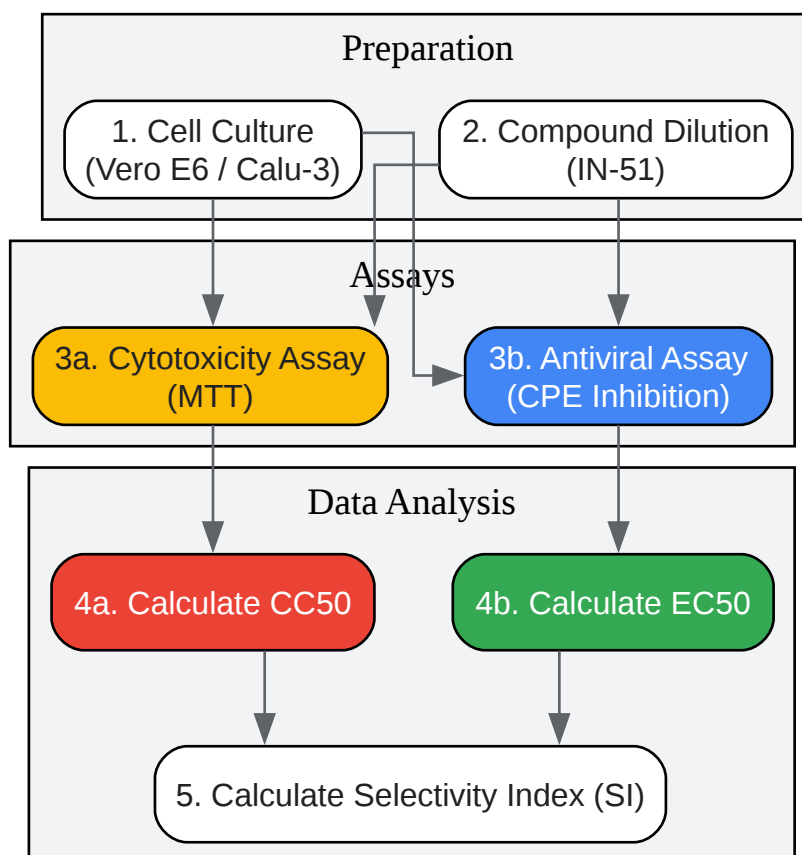 Preparation
1. Cell Culture
(Vero E6 / Calu-3)
2. Compound Dilution
(IN-51)
Assays
3a. Cytotoxicity Assay
(MTT)
3b. Antiviral Assay
(CPE Inhibition)
Data Analysis
4a. Calculate CC50
4b. Calculate EC50
5. Calculate Selectivity Index (SI)